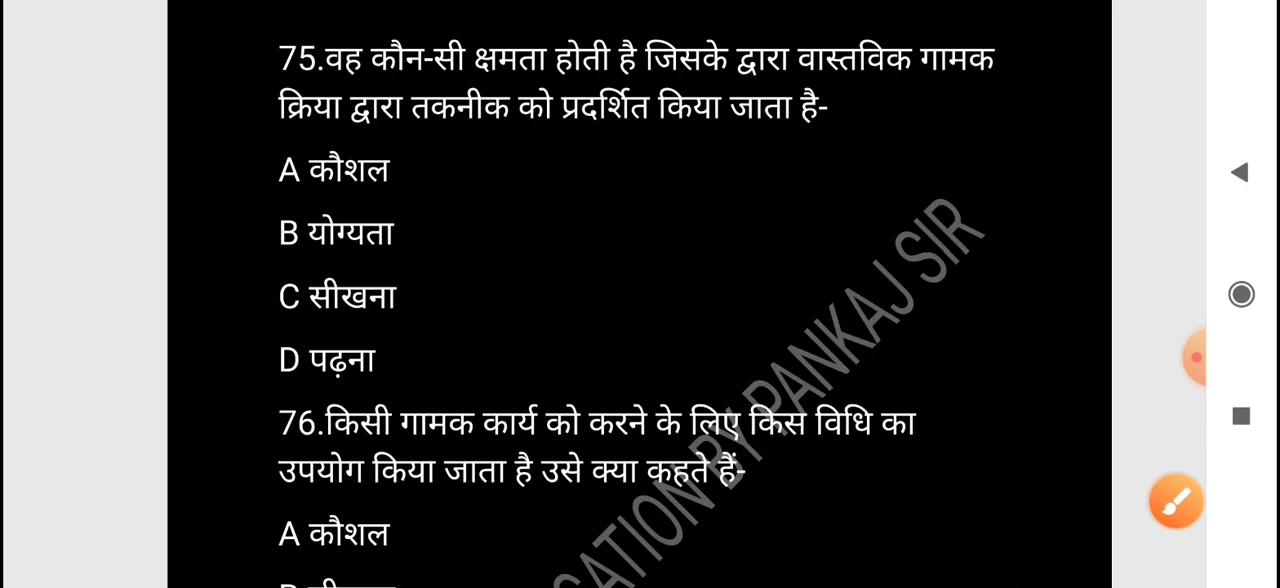 75.वह कौन-सी क्षमता होती है जिसके द्वारा वास्तविक गामक
क्रिया द्वारा तकनीक को प्रदर्शित किया जाता है-
A कौशल
B योग्यता
C सीखना
D पढ़ना
76.किसी गामक कार्य को करने के लिए किस विधि का
उपयोग किया जाता है उसे क्या कहते हैं-
A कौशल
BY PANKAJ SIR